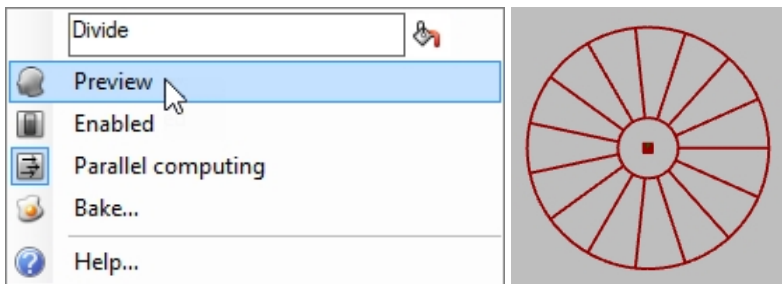 Divide
Preview
Enabled
Parallel computing
Bake...
Help...